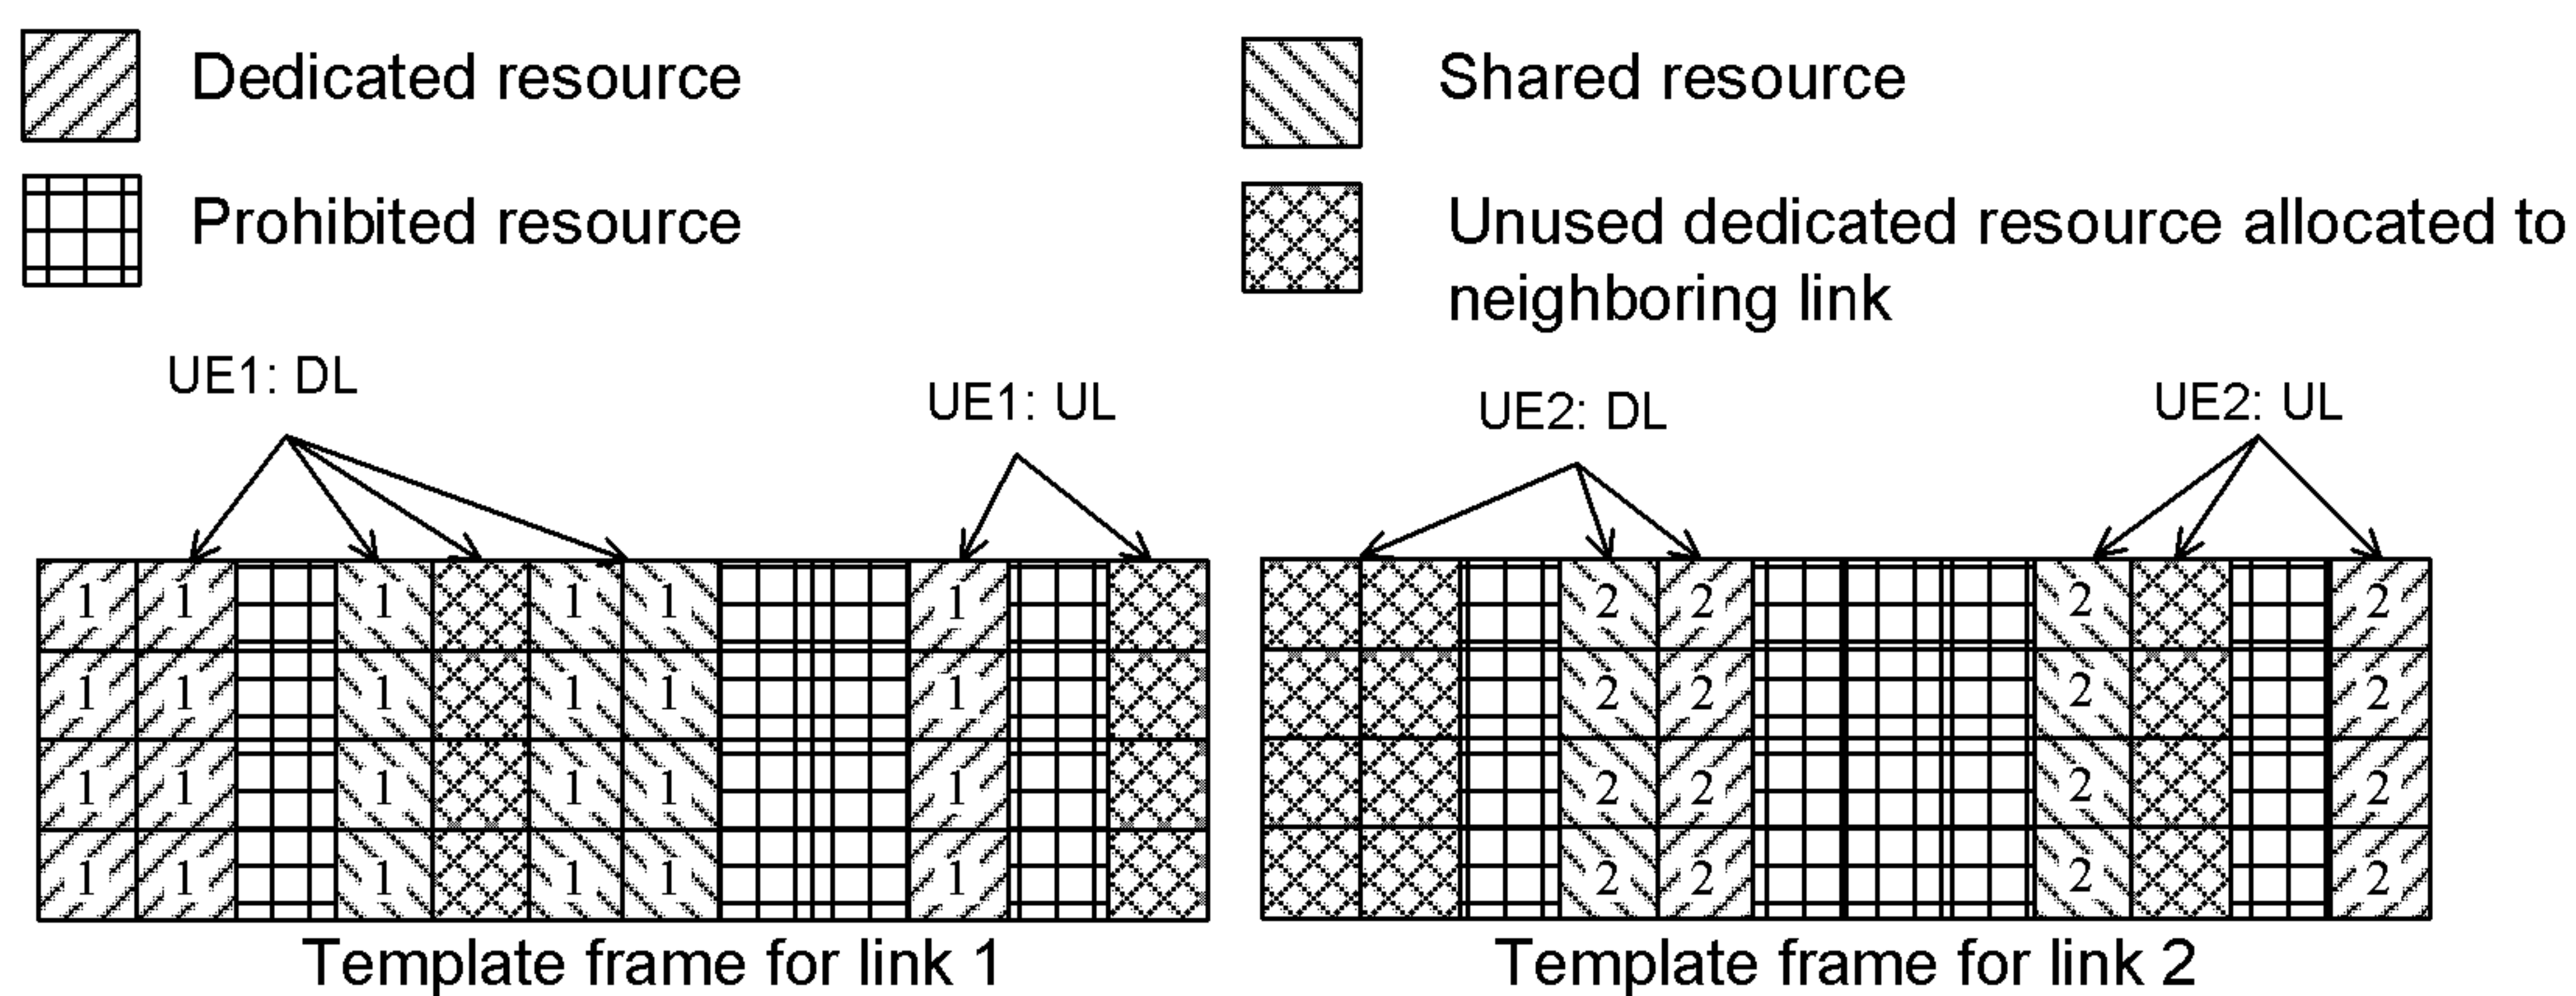 Dedicated resource
Shared resource
Prohibited resource
Unused dedicated resource allocated to
neighboring link
UE1: DL
UE1: UL
UE2: DL
UE2: UL
1 1 1 1 1 1 2 2 2 2
1 1 1 1 1 1 2 2 2 2
1 1 1 1 1 1 2 2 2 2
1 1 1 1 1 1 2 2 2 2
Template frame for link 1
Template frame for link 2